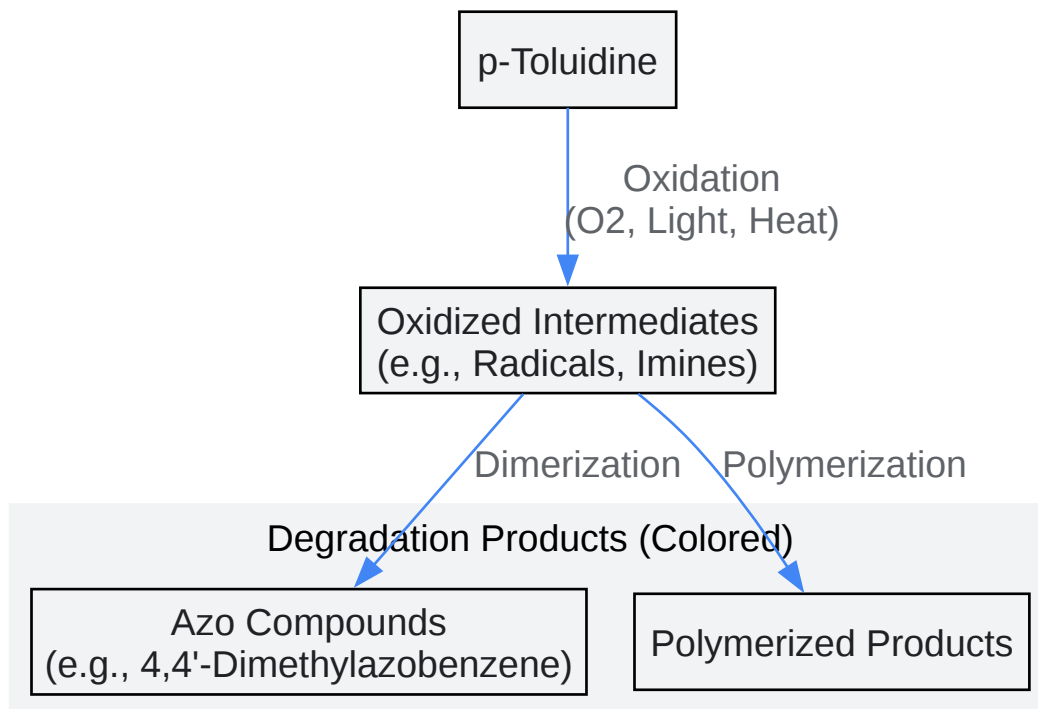 p-Toluidine
Oxidation
(O2, Light, Heat)
Oxidized Intermediates
(e.g., Radicals, Imines)
Dimerization
Polymerization
Degradation Products (Colored)
Azo Compounds
(e.g., 4,4'-Dimethylazobenzene)
Polymerized Products